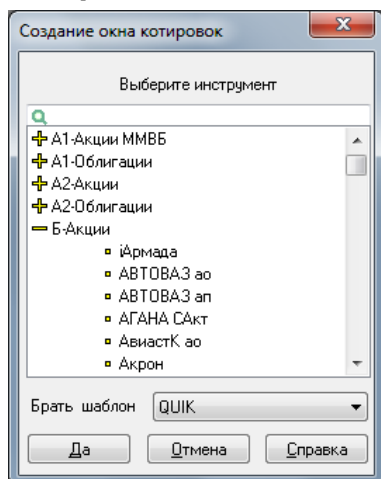 Создание окна котировок
Выберите инструмент
А1-Акции ММВБ
А1-Облигации
А2-Акции
А2-Облигации
Б-Акции
iАрмада
АВТОВАЗ ао
АВТОВАЗ ап
АГАНА САкт
АвиастК ао
Акрон
Брать шаблон QUIK
Да Отмена Справка